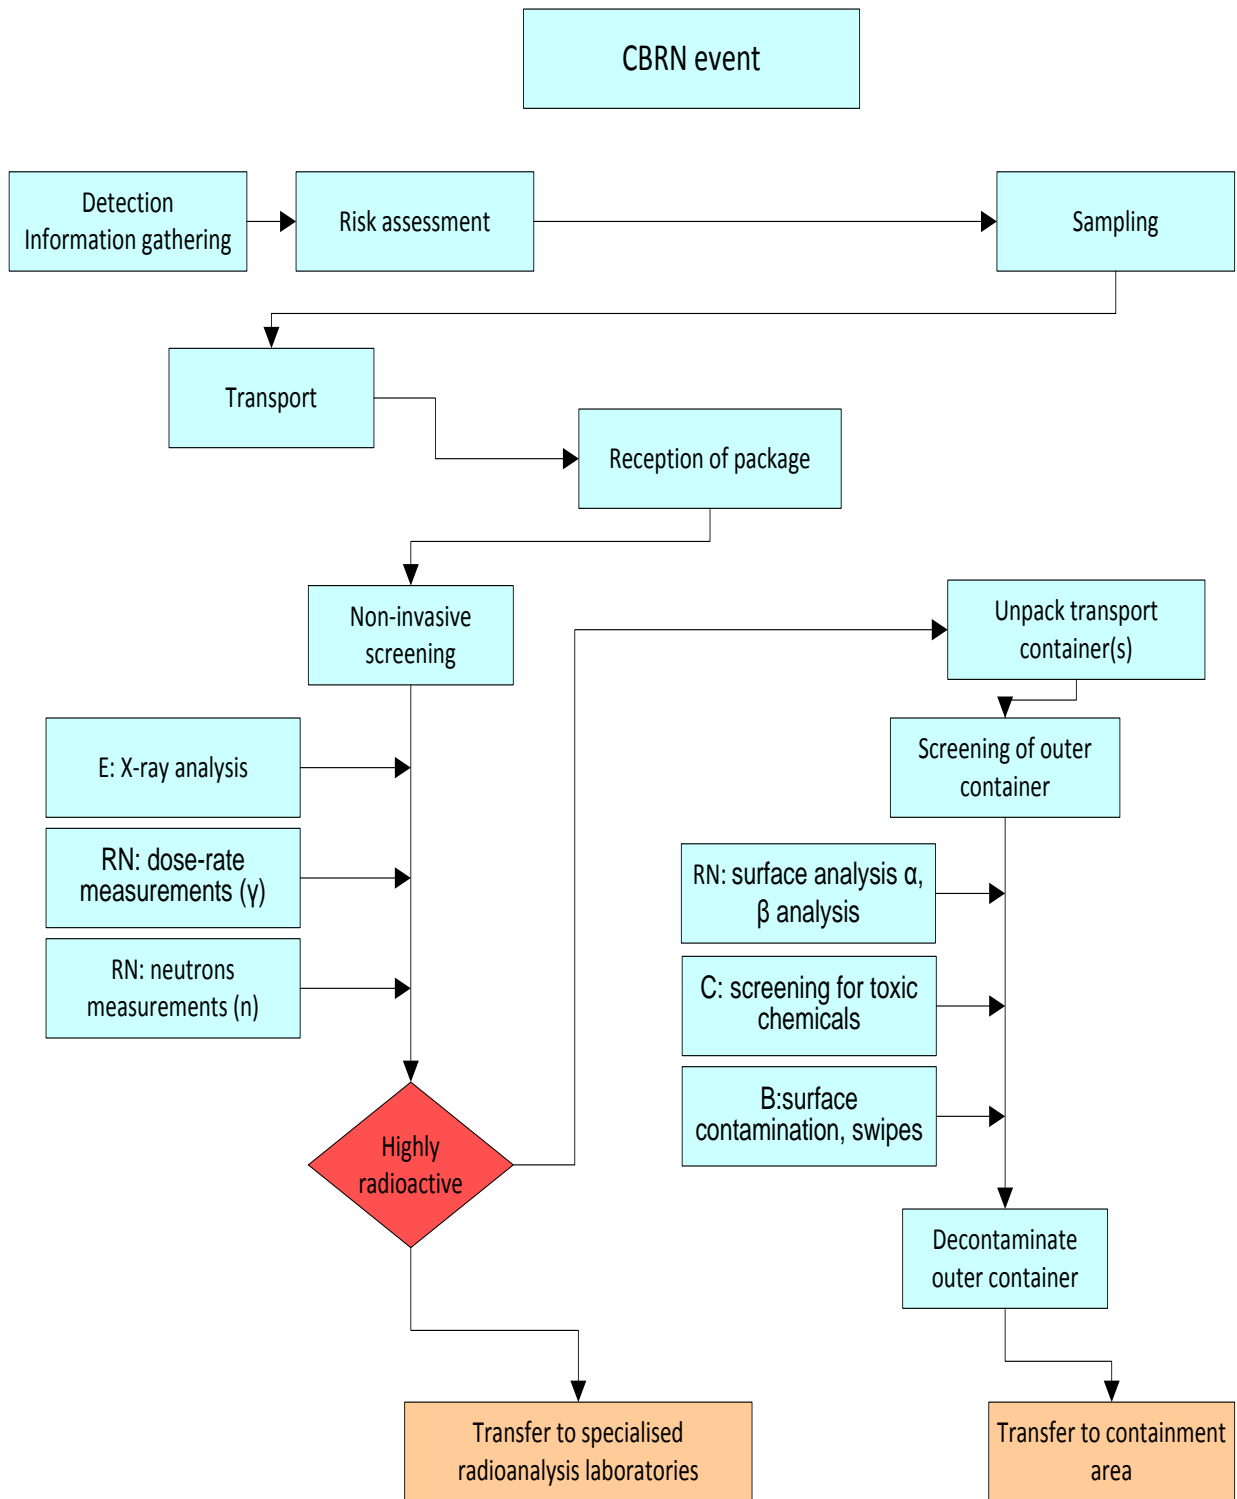 CBRN event
Detection
Information gathering
Risk assessment
Sampling
Transport
Reception of package
Non-invasive
screening
Unpack transport
container(s)
E: X-ray analysis
Screening of outer
container
RN: dose-rate
measurements (γ)
RN: surface analysis α,
β analysis
RN: neutrons
measurements (n)
C: screening for toxic
chemicals
B:surface
contamination, swipes
Highly
radioactive
Decontaminate
outer container
Transfer to specialised
radioanalysis laboratories
Transfer to containment
area